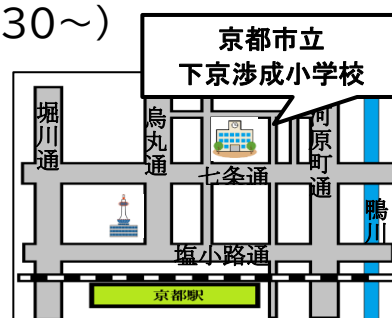 30～）
京都市立
下京渉成小学校
堀川通
烏丸通
河原町通
七条通
鴨川
塩小路通
京都駅